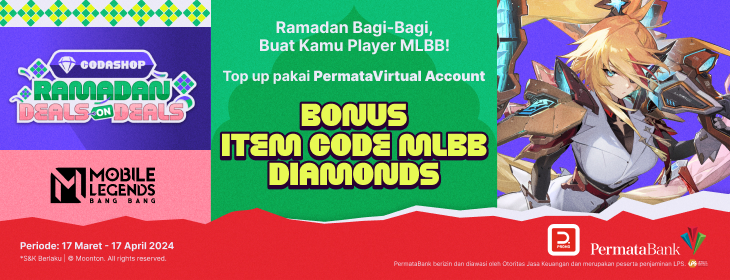 CODASHOP
RAMADAN
DEALS ON DEALS
MOBILE
LEGENDS
BANG BANG
Ramadan Bagi-Bagi,
Buat Kamu Player MLBB!
Top up pakai PermataVirtual Account
BONUS
ITEM CODE MLBB
DIAMONDS
Periode: 17 Maret - 17 April 2024
*S&K Berlaku | © Moonton. All rights reserved.
D.
PROMO
PermataBank
PermataBank berizin dan diawasi oleh Otoritas Jasa Keuangan dan merupakan peserta penjaminan LPS.